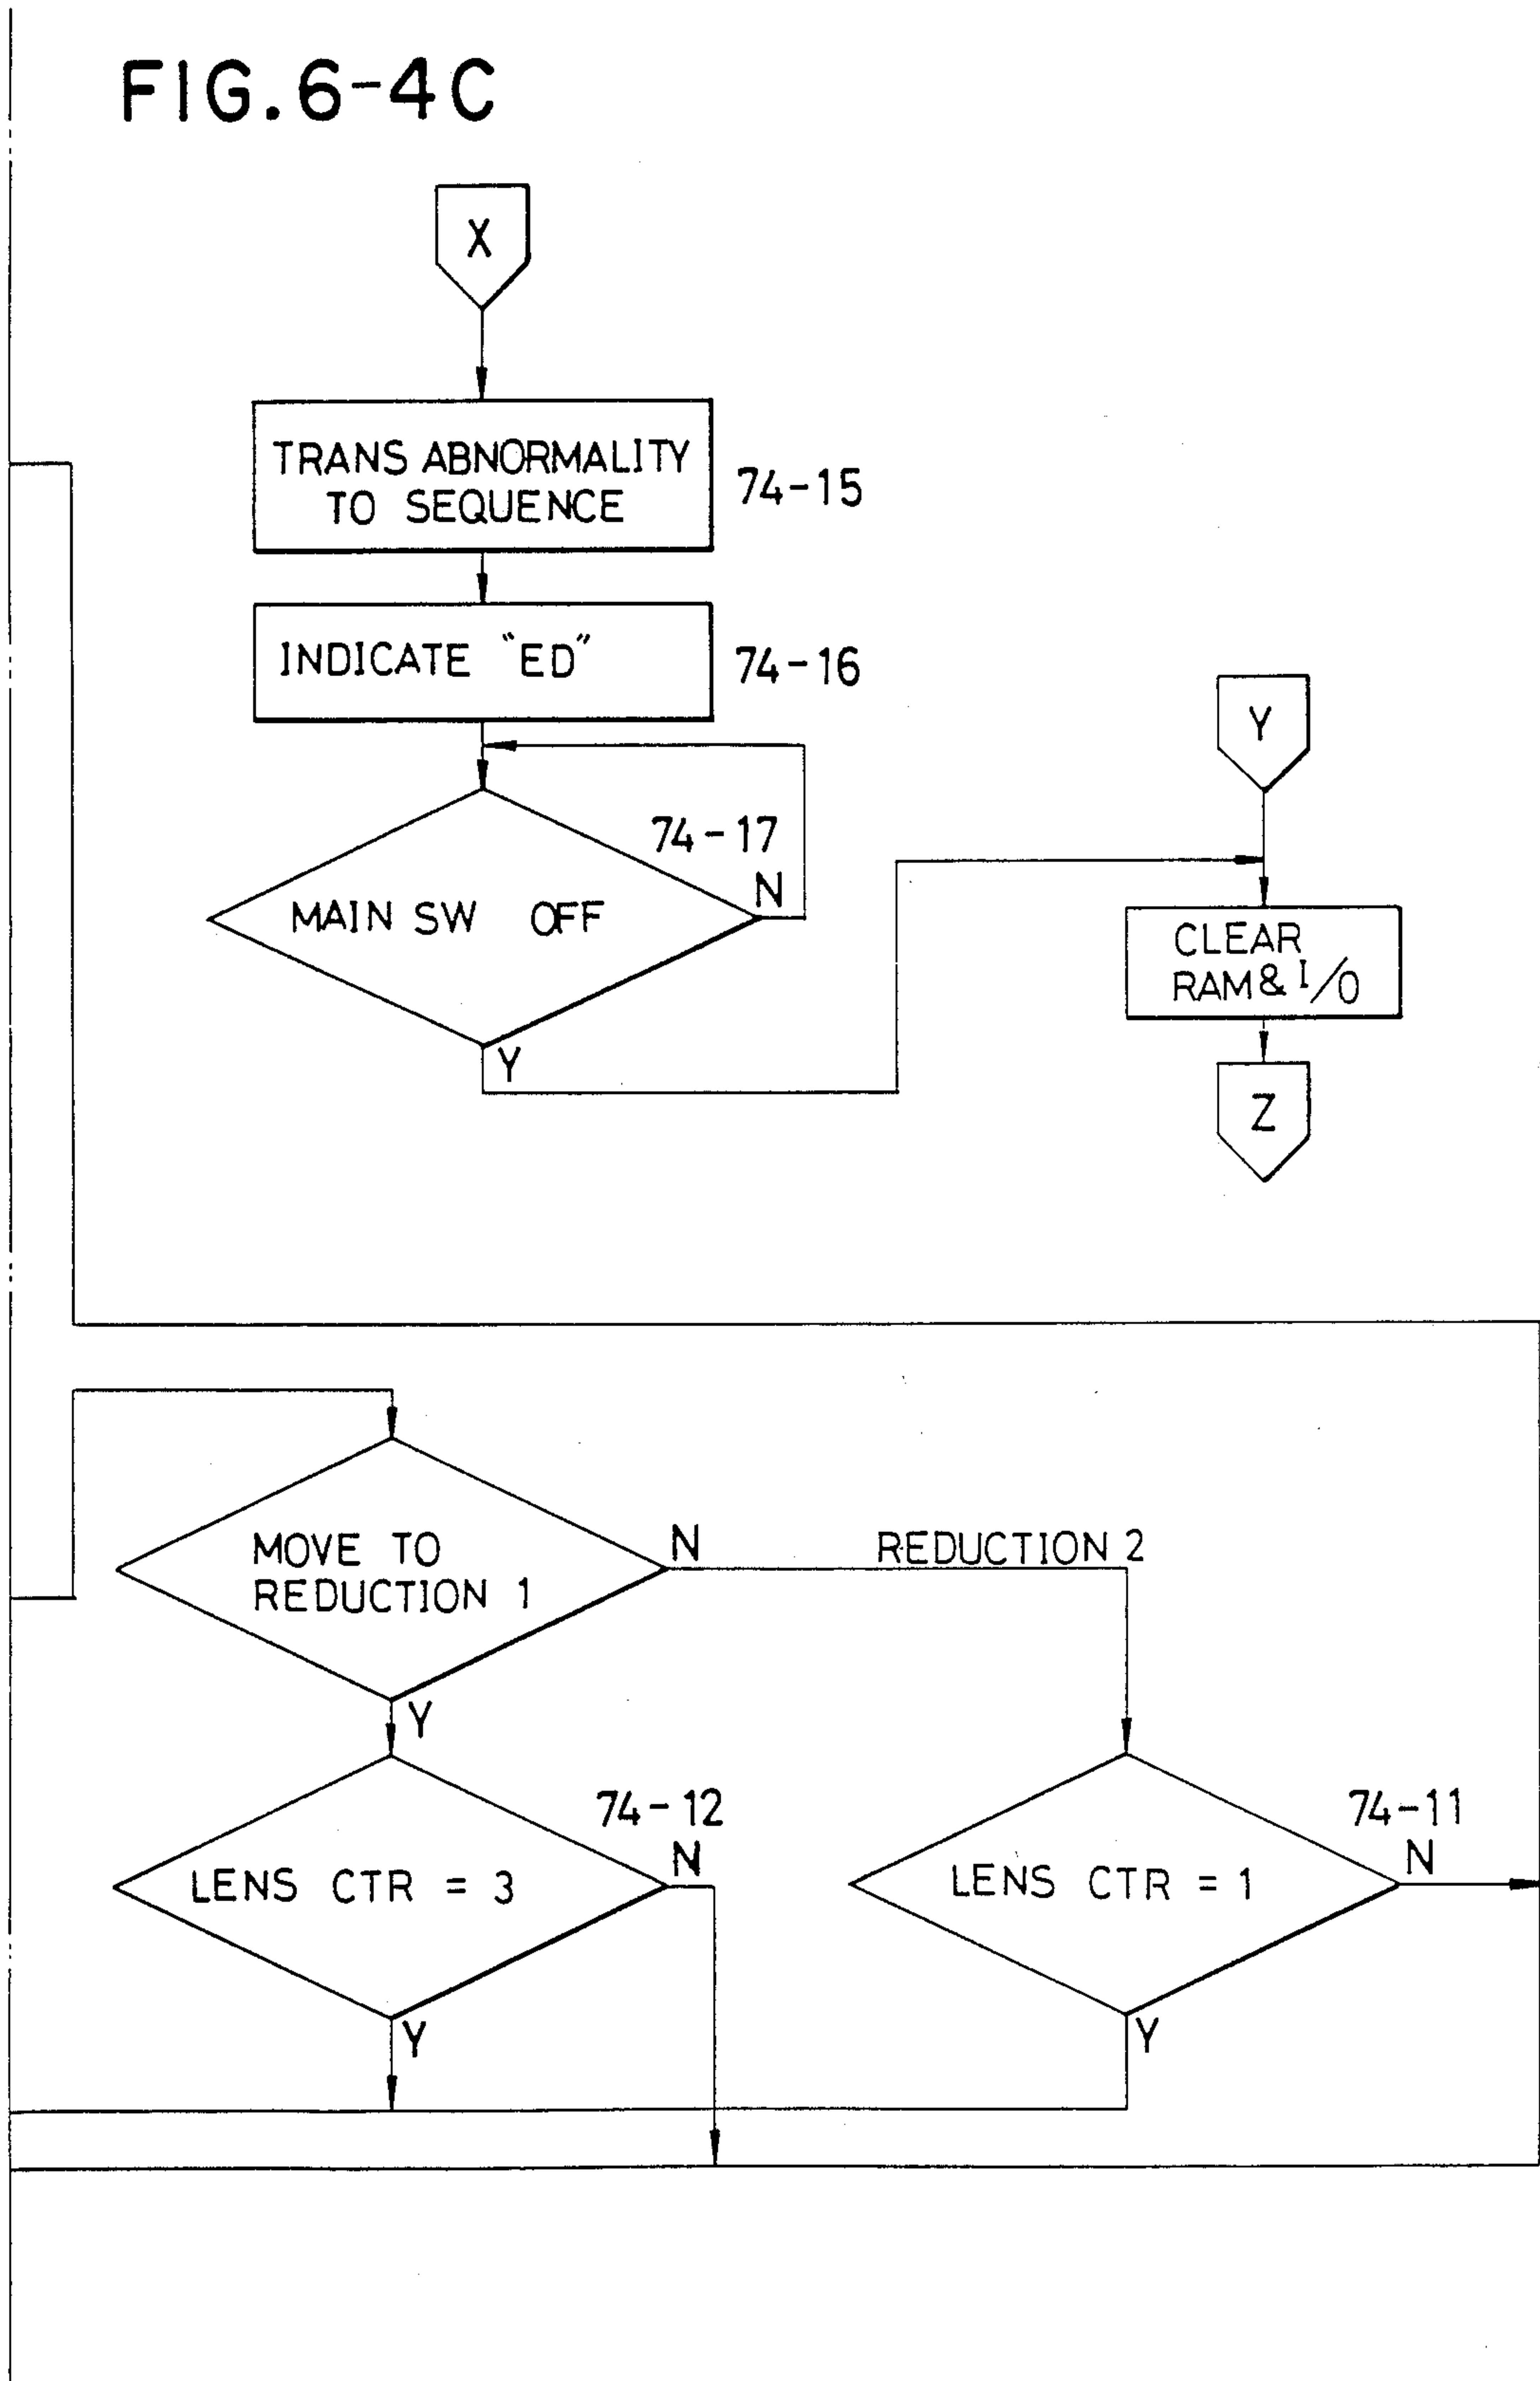 FIG.6-4C
X
TRANS ABNORMALITY
TO SEQUENCE
74-15
INDICATE "ED"
74-16
Y
74-17
N
MAIN SW OFF
Y
CLEAR
RAM & I/O
Z
MOVE TO
REDUCTION 1
N
REDUCTION 2
Y
74-12
N
LENS CTR = 3
Y
74-11
N
LENS CTR = 1
Y